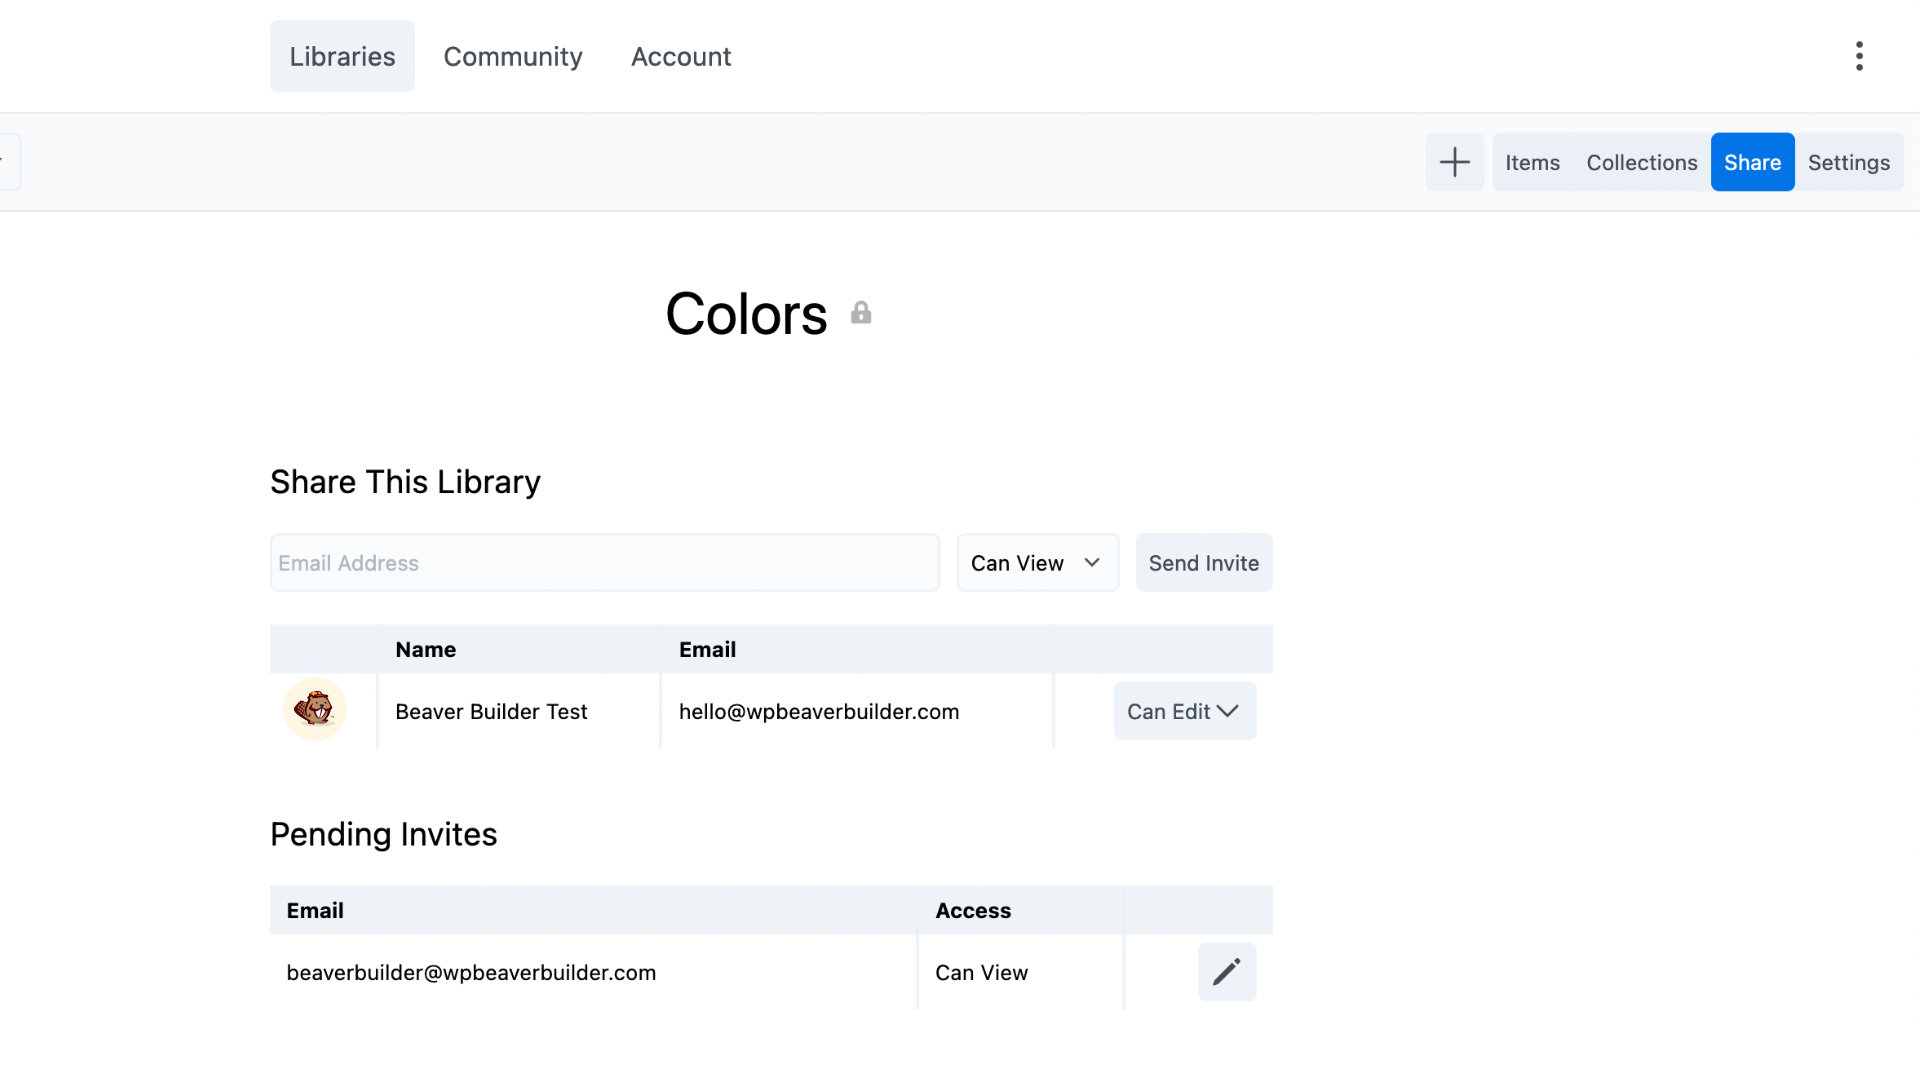 Libraries Community Account
Items Collections Share Settings
Colors
Share This Library
Email Address Can View Send Invite
Name Email
Beaver Builder Test hello@wpbeaverbuilder.com Can Edit
Pending Invites
Email Access
beaverbuilder@wpbeaverbuilder.com Can View